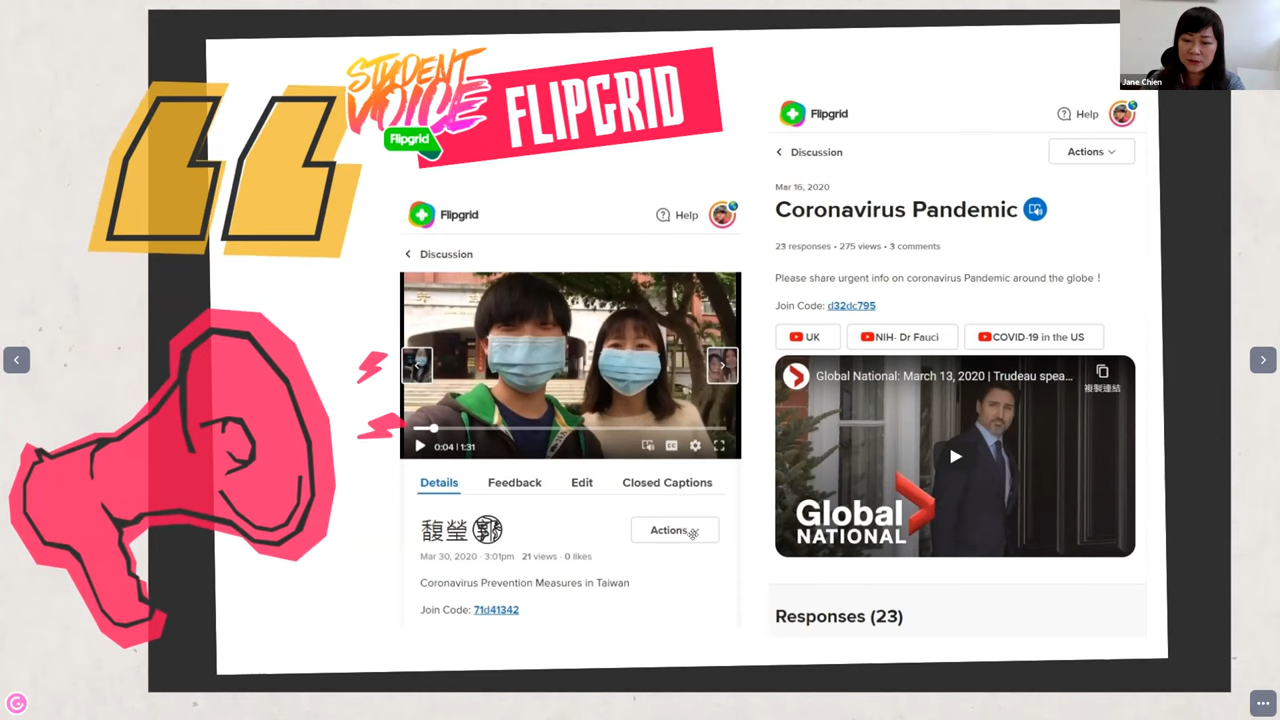 STUDENT
VOICE
Flipgrid
FLIPGRID
Jane Chien
Flipgrid
Help
Discussion
0:04 | 1:31
CC
Details Feedback Edit Closed Captions
馥瑩 郭
Actions
Mar 30, 2020 · 3:01pm 21 views · 0 likes
Coronavirus Prevention Measures in Taiwan
Join Code: 71d41342
Flipgrid
Help
Discussion
Actions
Mar 16, 2020
Coronavirus Pandemic
23 responses • 275 views • 3 comments
Please share urgent info on coronavirus Pandemic around the globe !
Join Code: d32dc795
UK
NIH- Dr Fauci
COVID-19 in the US
Global National: March 13, 2020 | Trudeau spea...
複製連結
Global
NATIONAL
Responses (23)